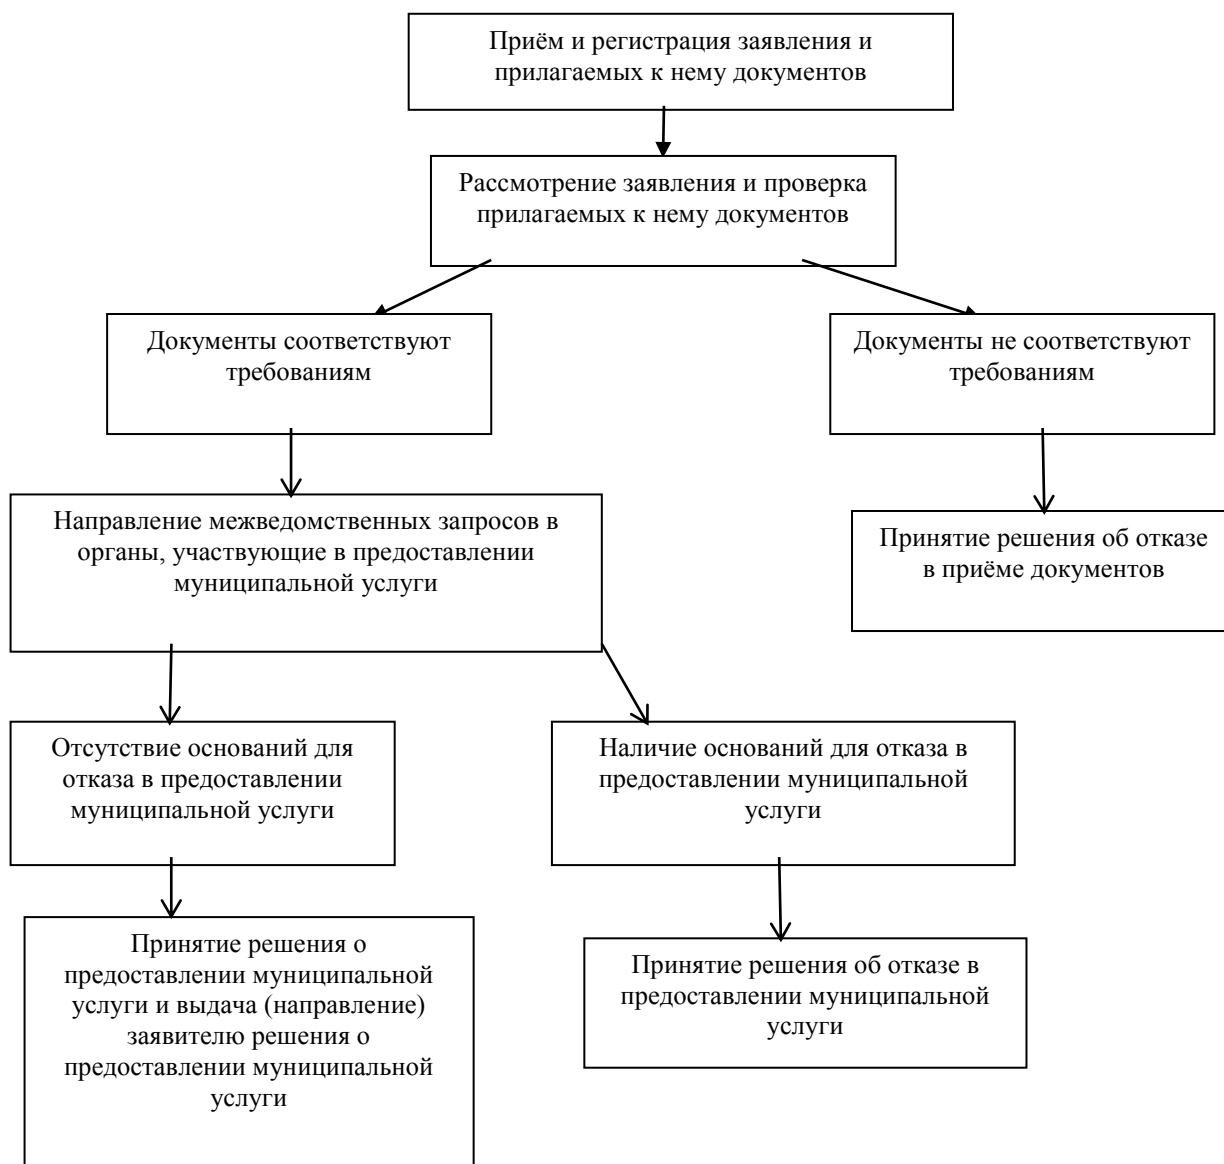 Приём и регистрация заявления и
прилагаемых к нему документов
Рассмотрение заявления и проверка
прилагаемых к нему документов
Документы соответствуют
требованиям
Документы не соответствуют
требованиям
Направление межведомственных запросов в
органы, участвующие в предоставлении
муниципальной услуги
Принятие решения об отказе
в приёме документов
Отсутствие оснований для
отказа в предоставлении
муниципальной услуги
Наличие оснований для отказа в
предоставлении муниципальной
услуги
Принятие решения о
предоставлении муниципальной
услуги и выдача (направление)
заявителю решения о
предоставлении муниципальной
услуги
Принятие решения об отказе в
предоставлении муниципальной
услуги